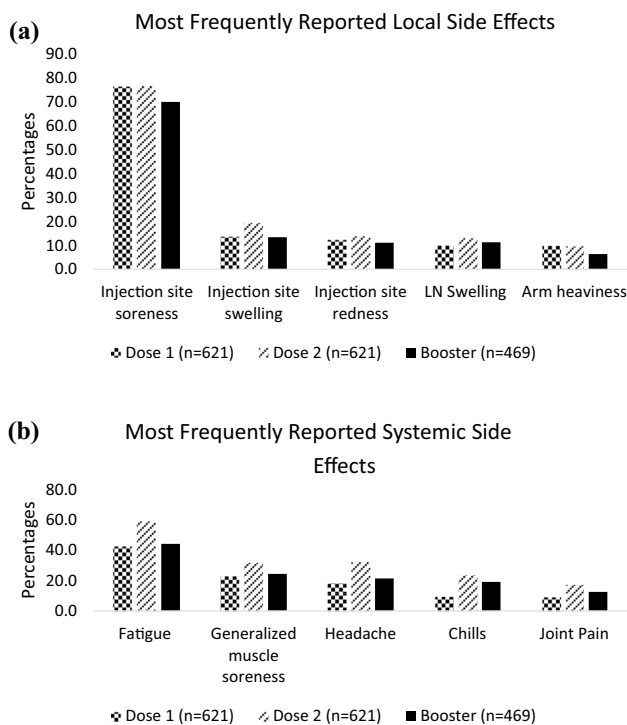 (a)
Most Frequently Reported Local Side Effects
90.0
80.0
70.0
60.0
50.0
40.0
30.0
20.0
10.0
0.0
Percentages
Injection site soreness
Injection site swelling
Injection site redness
LN Swelling
Arm heaviness
Dose 1 (n=621) Dose 2 (n=621) Booster (n=469)
(b)
Most Frequently Reported Systemic Side
Effects
80.0
60.0
40.0
20.0
0.0
Percentages
Fatigue
Generalized muscle soreness
Headache
Chills
Joint Pain
Dose 1 (n=621) Dose 2 (n=621) Booster (n=469)